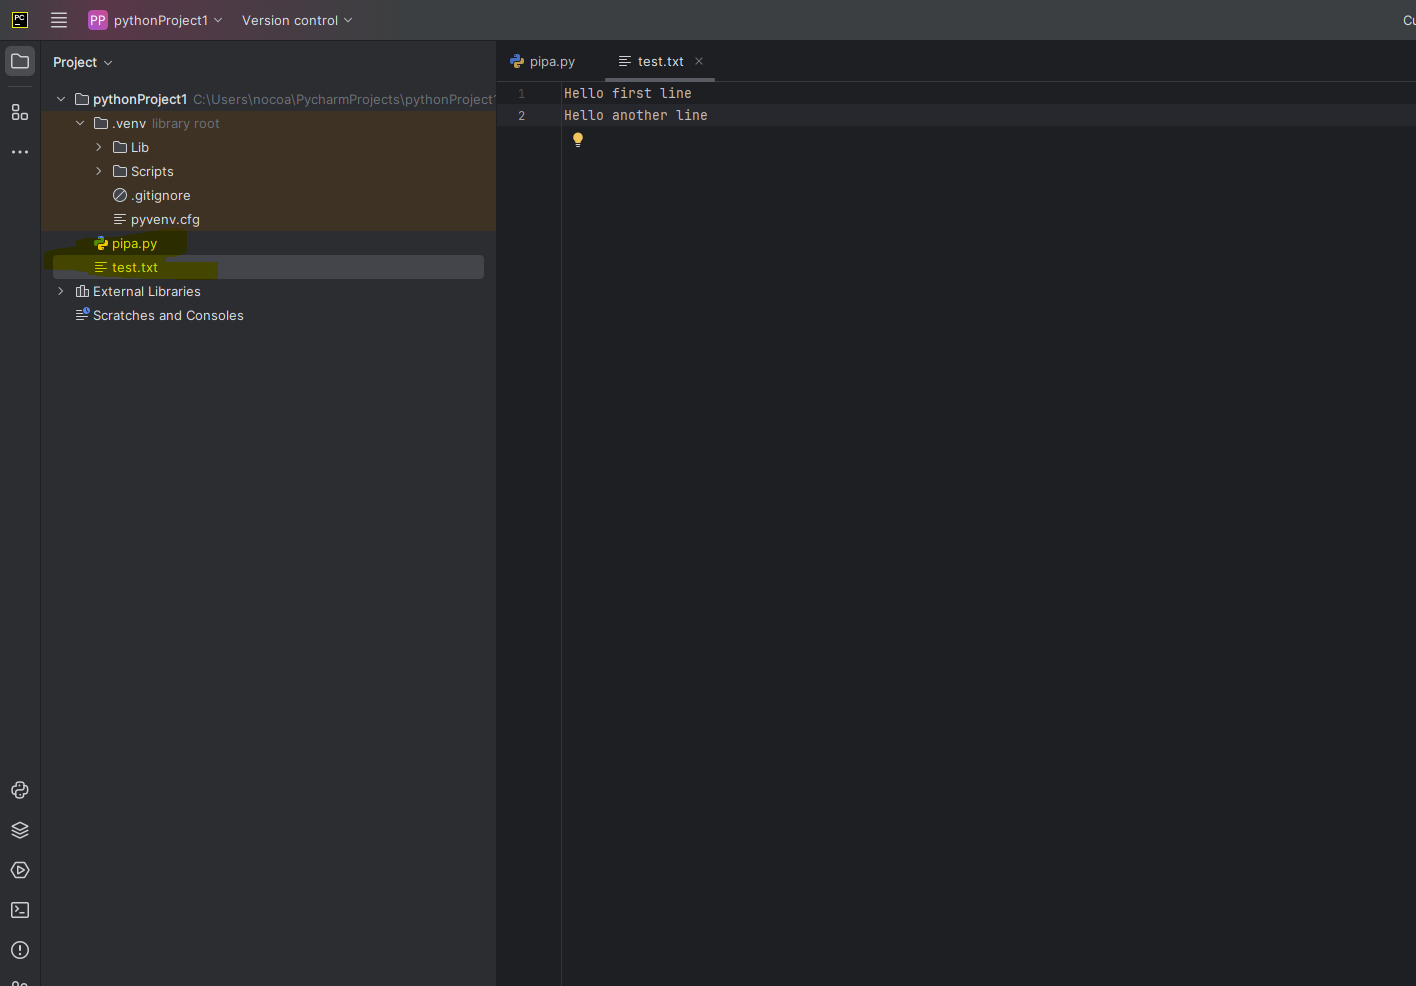 PC
PP pythonProject1 Version control
Cu
Project
pipa.py
test.txt
pythonProject1 C:\Users\nocoa\PycharmProjects\pythonProject1
.venv library root
Lib
Scripts
.gitignore
pyvenv.cfg
pipa.py
test.txt
External Libraries
Scratches and Consoles
1 Hello first line
2 Hello another line